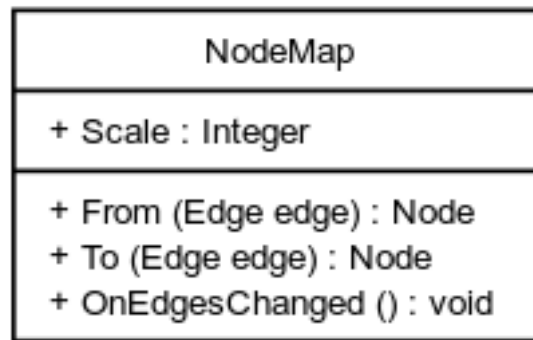 NodeMap
+ Scale : Integer
+ From (Edge edge) : Node
+ To (Edge edge) : Node
+ OnEdgesChanged () : void